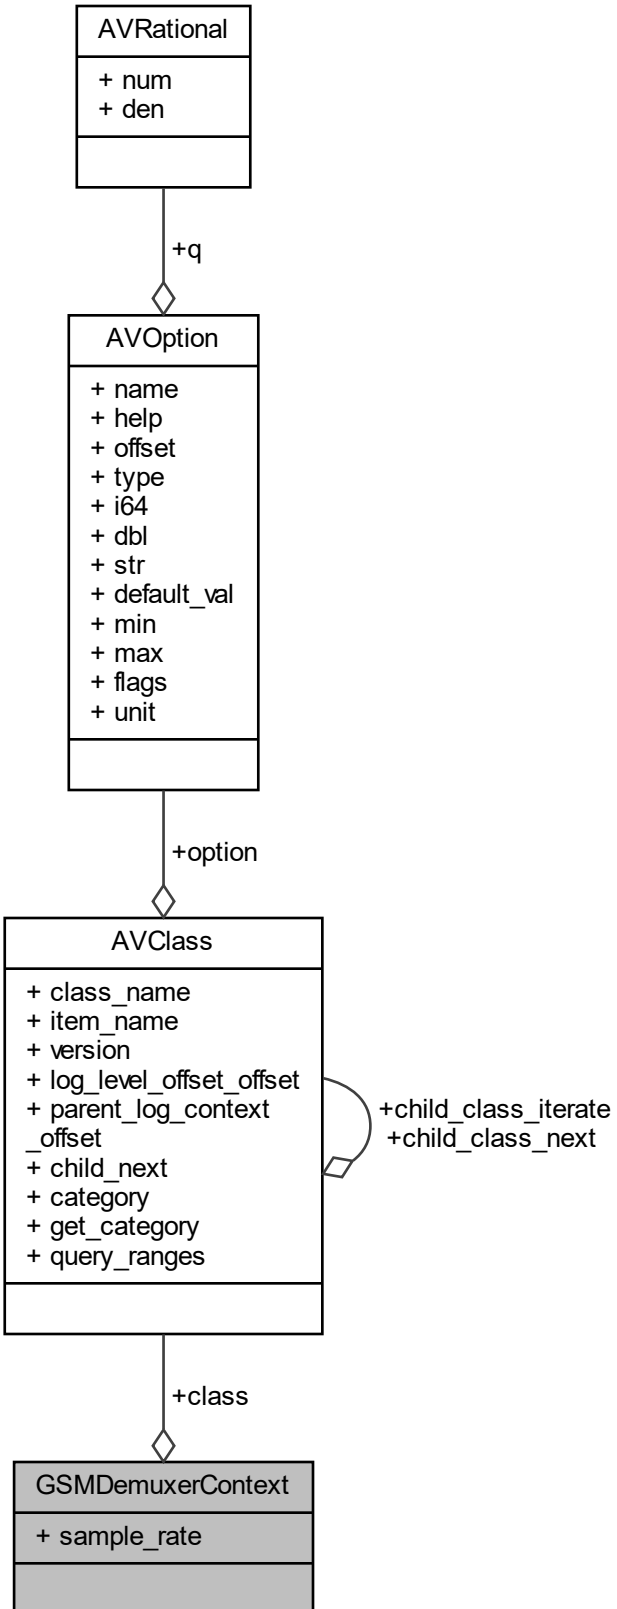 AVRational
+ num
+ den
+q
AVOption
+ name
+ help
+ offset
+ type
+ i64
+ dbl
+ str
+ default_val
+ min
+ max
+ flags
+ unit
+option
AVClass
+ class_name
+ item_name
+ version
+ log_level_offset_offset
+ parent_log_context
_offset
+ child_next
+ category
+ get_category
+ query_ranges
+child_class_iterate
+child_class_next
+class
GSMDemuxerContext
+ sample_rate